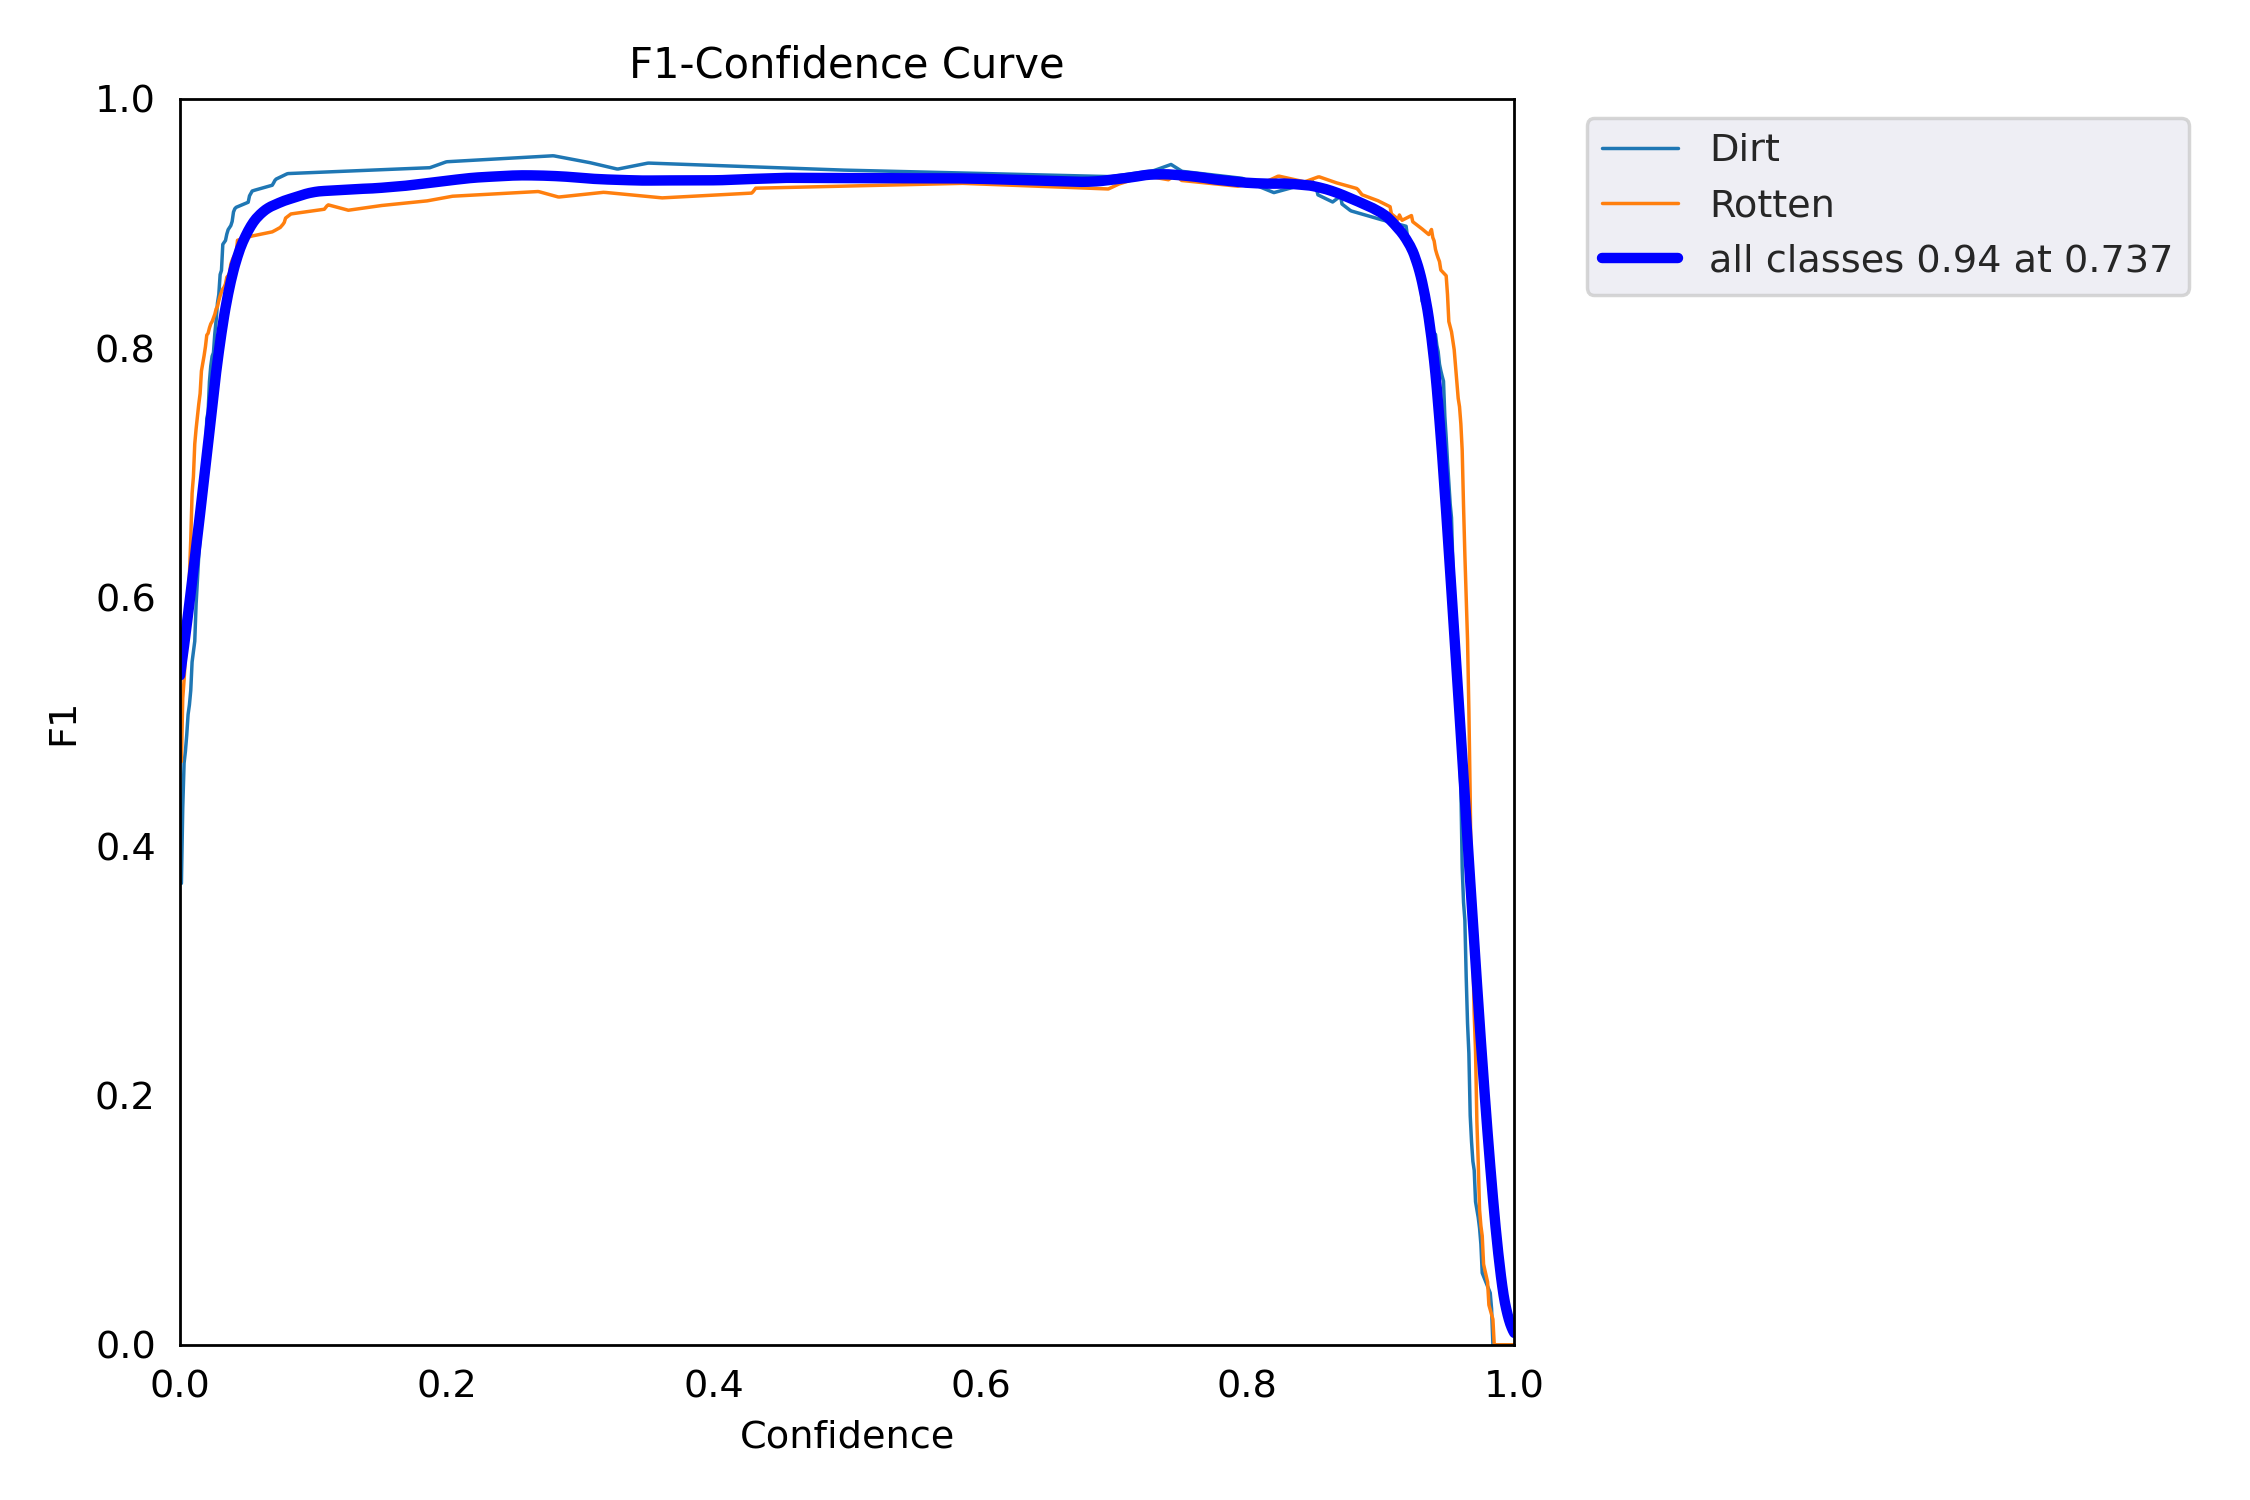 F1-Confidence Curve
1.0
0.8
0.6
0.4
0.2
0.0
F1
0.0 0.2 0.4 0.6 0.8 1.0
Confidence
Dirt
Rotten
all classes 0.94 at 0.737